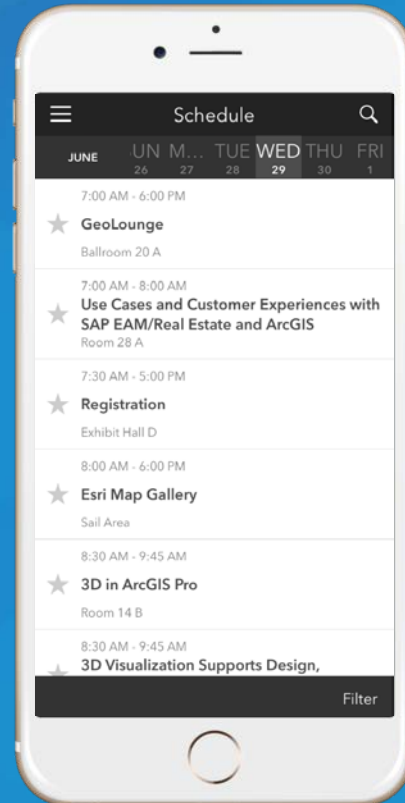 Schedule
JUNE
SUN M... TUE WED THU FRI
26 27 28 29 30 1
7:00 AM - 6:00 PM
GeoLounge
Ballroom 20 A
7:00 AM - 8:00 AM
Use Cases and Customer Experiences with
SAP EAM/Real Estate and ArcGIS
Room 28 A
7:30 AM - 5:00 PM
Registration
Exhibit Hall D
8:00 AM - 6:00 PM
Esri Map Gallery
Sail Area
8:30 AM - 9:45 AM
3D in ArcGIS Pro
Room 14 B
8:30 AM - 9:45 AM
3D Visualization Supports Design,
Filter